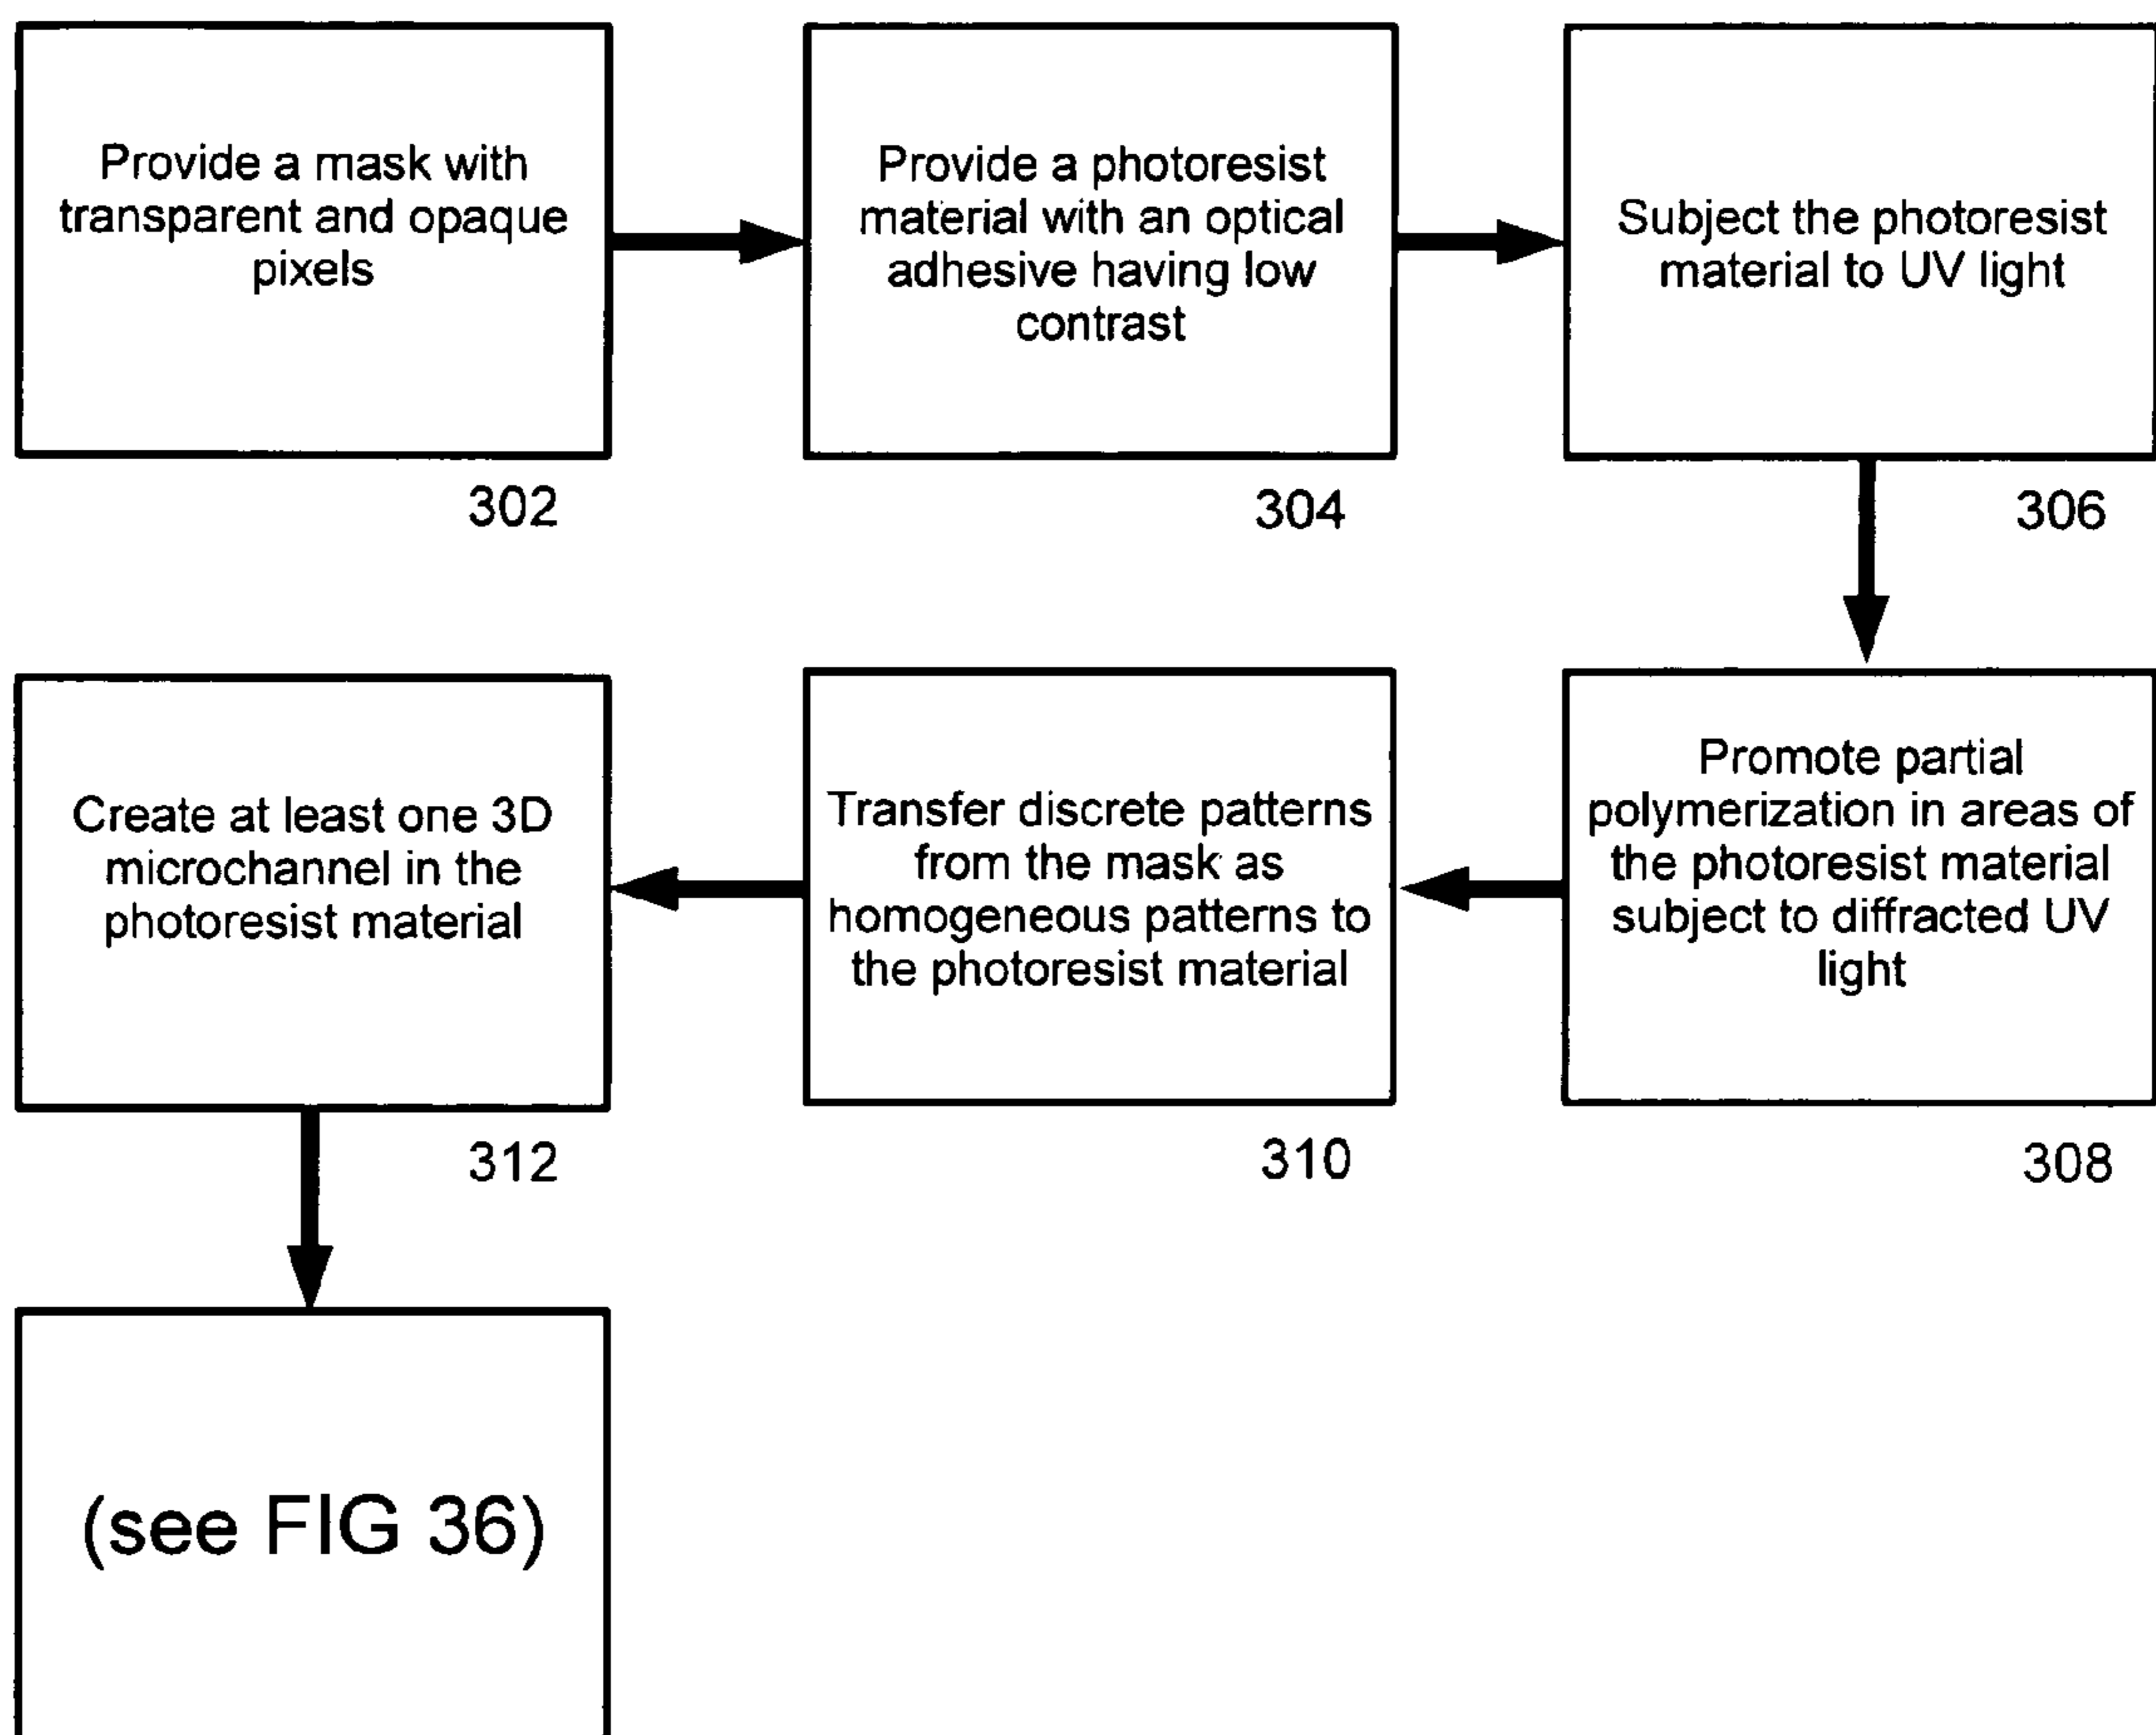 Provide a mask with
transparent and opaque
pixels
302
Provide a photoresist
material with an optical
adhesive having low
contrast
304
Subject the photoresist
material to UV light
306
Promote partial
polymerization in areas of
the photoresist material
subject to diffracted UV
light
308
Transfer discrete patterns
from the mask as
homogeneous patterns to
the photoresist material
310
Create at least one 3D
microchannel in the
photoresist material
312
(see FIG 36)